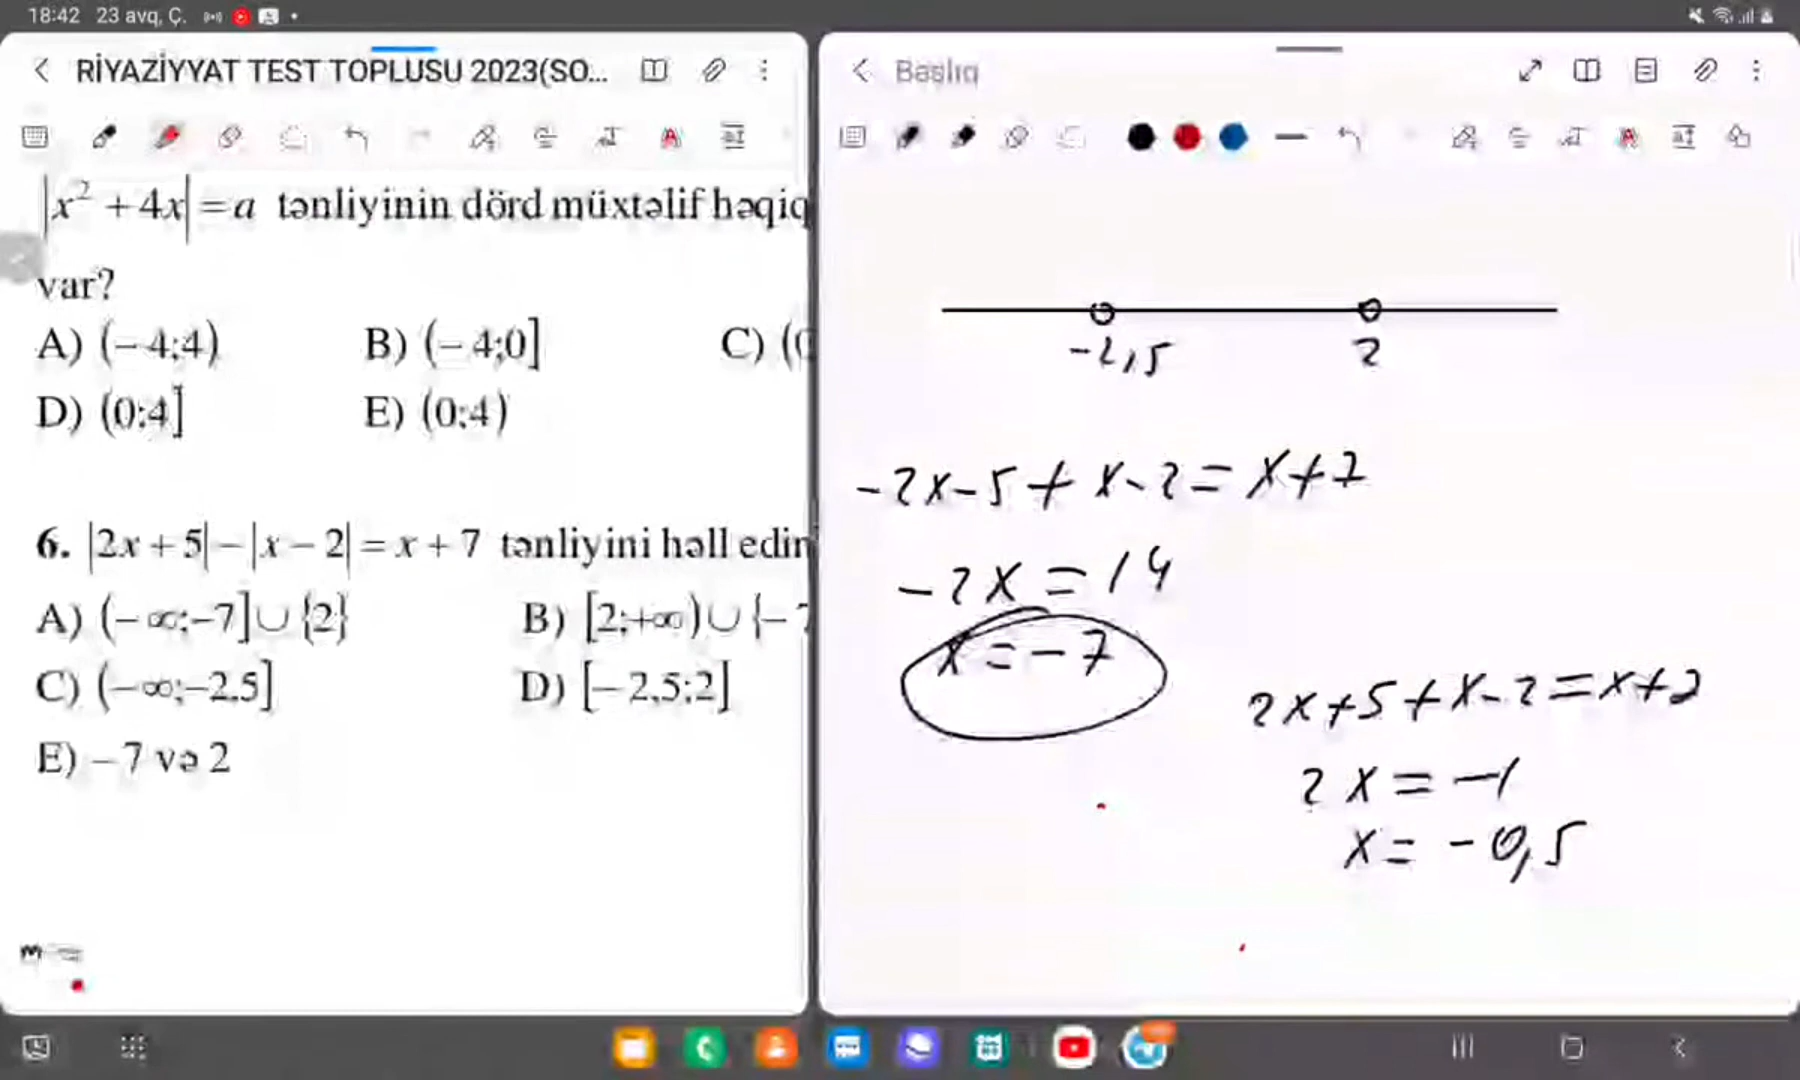 18:42 23 avq, Ç.
RİYAZİYYAT TEST TOPLUSU 2023(SO...
|x² + 4x| = a tənliyinin dörd müxtəlif həqiq
var?
A) (– 4;4) B) (– 4;0] C) (0
D) (0;4] E) (0;4)
6. |2x + 5| – |x – 2| = x + 7 tənliyini həll edin
A) (– ∞;–7] ∪ {2} B) [2;+∞) ∪ {– 7
C) (–∞;–2,5] D) [– 2,5;2]
E) – 7 və 2
m =
Başlıq
-2,5 2
-2x-5+x-2=x+7
-2x=14
x=-7
2x+5+x-2=x+2
2x=-1
x=-0,5